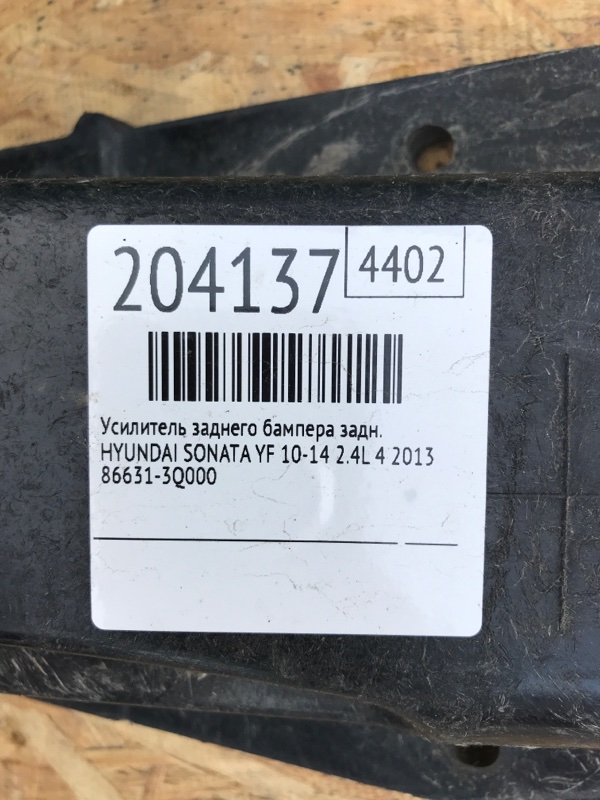 204137 4402
Усилитель заднего бампера задн.
HYUNDAI SONATA YF 10-14 2.4L 4 2013
86631-3Q000